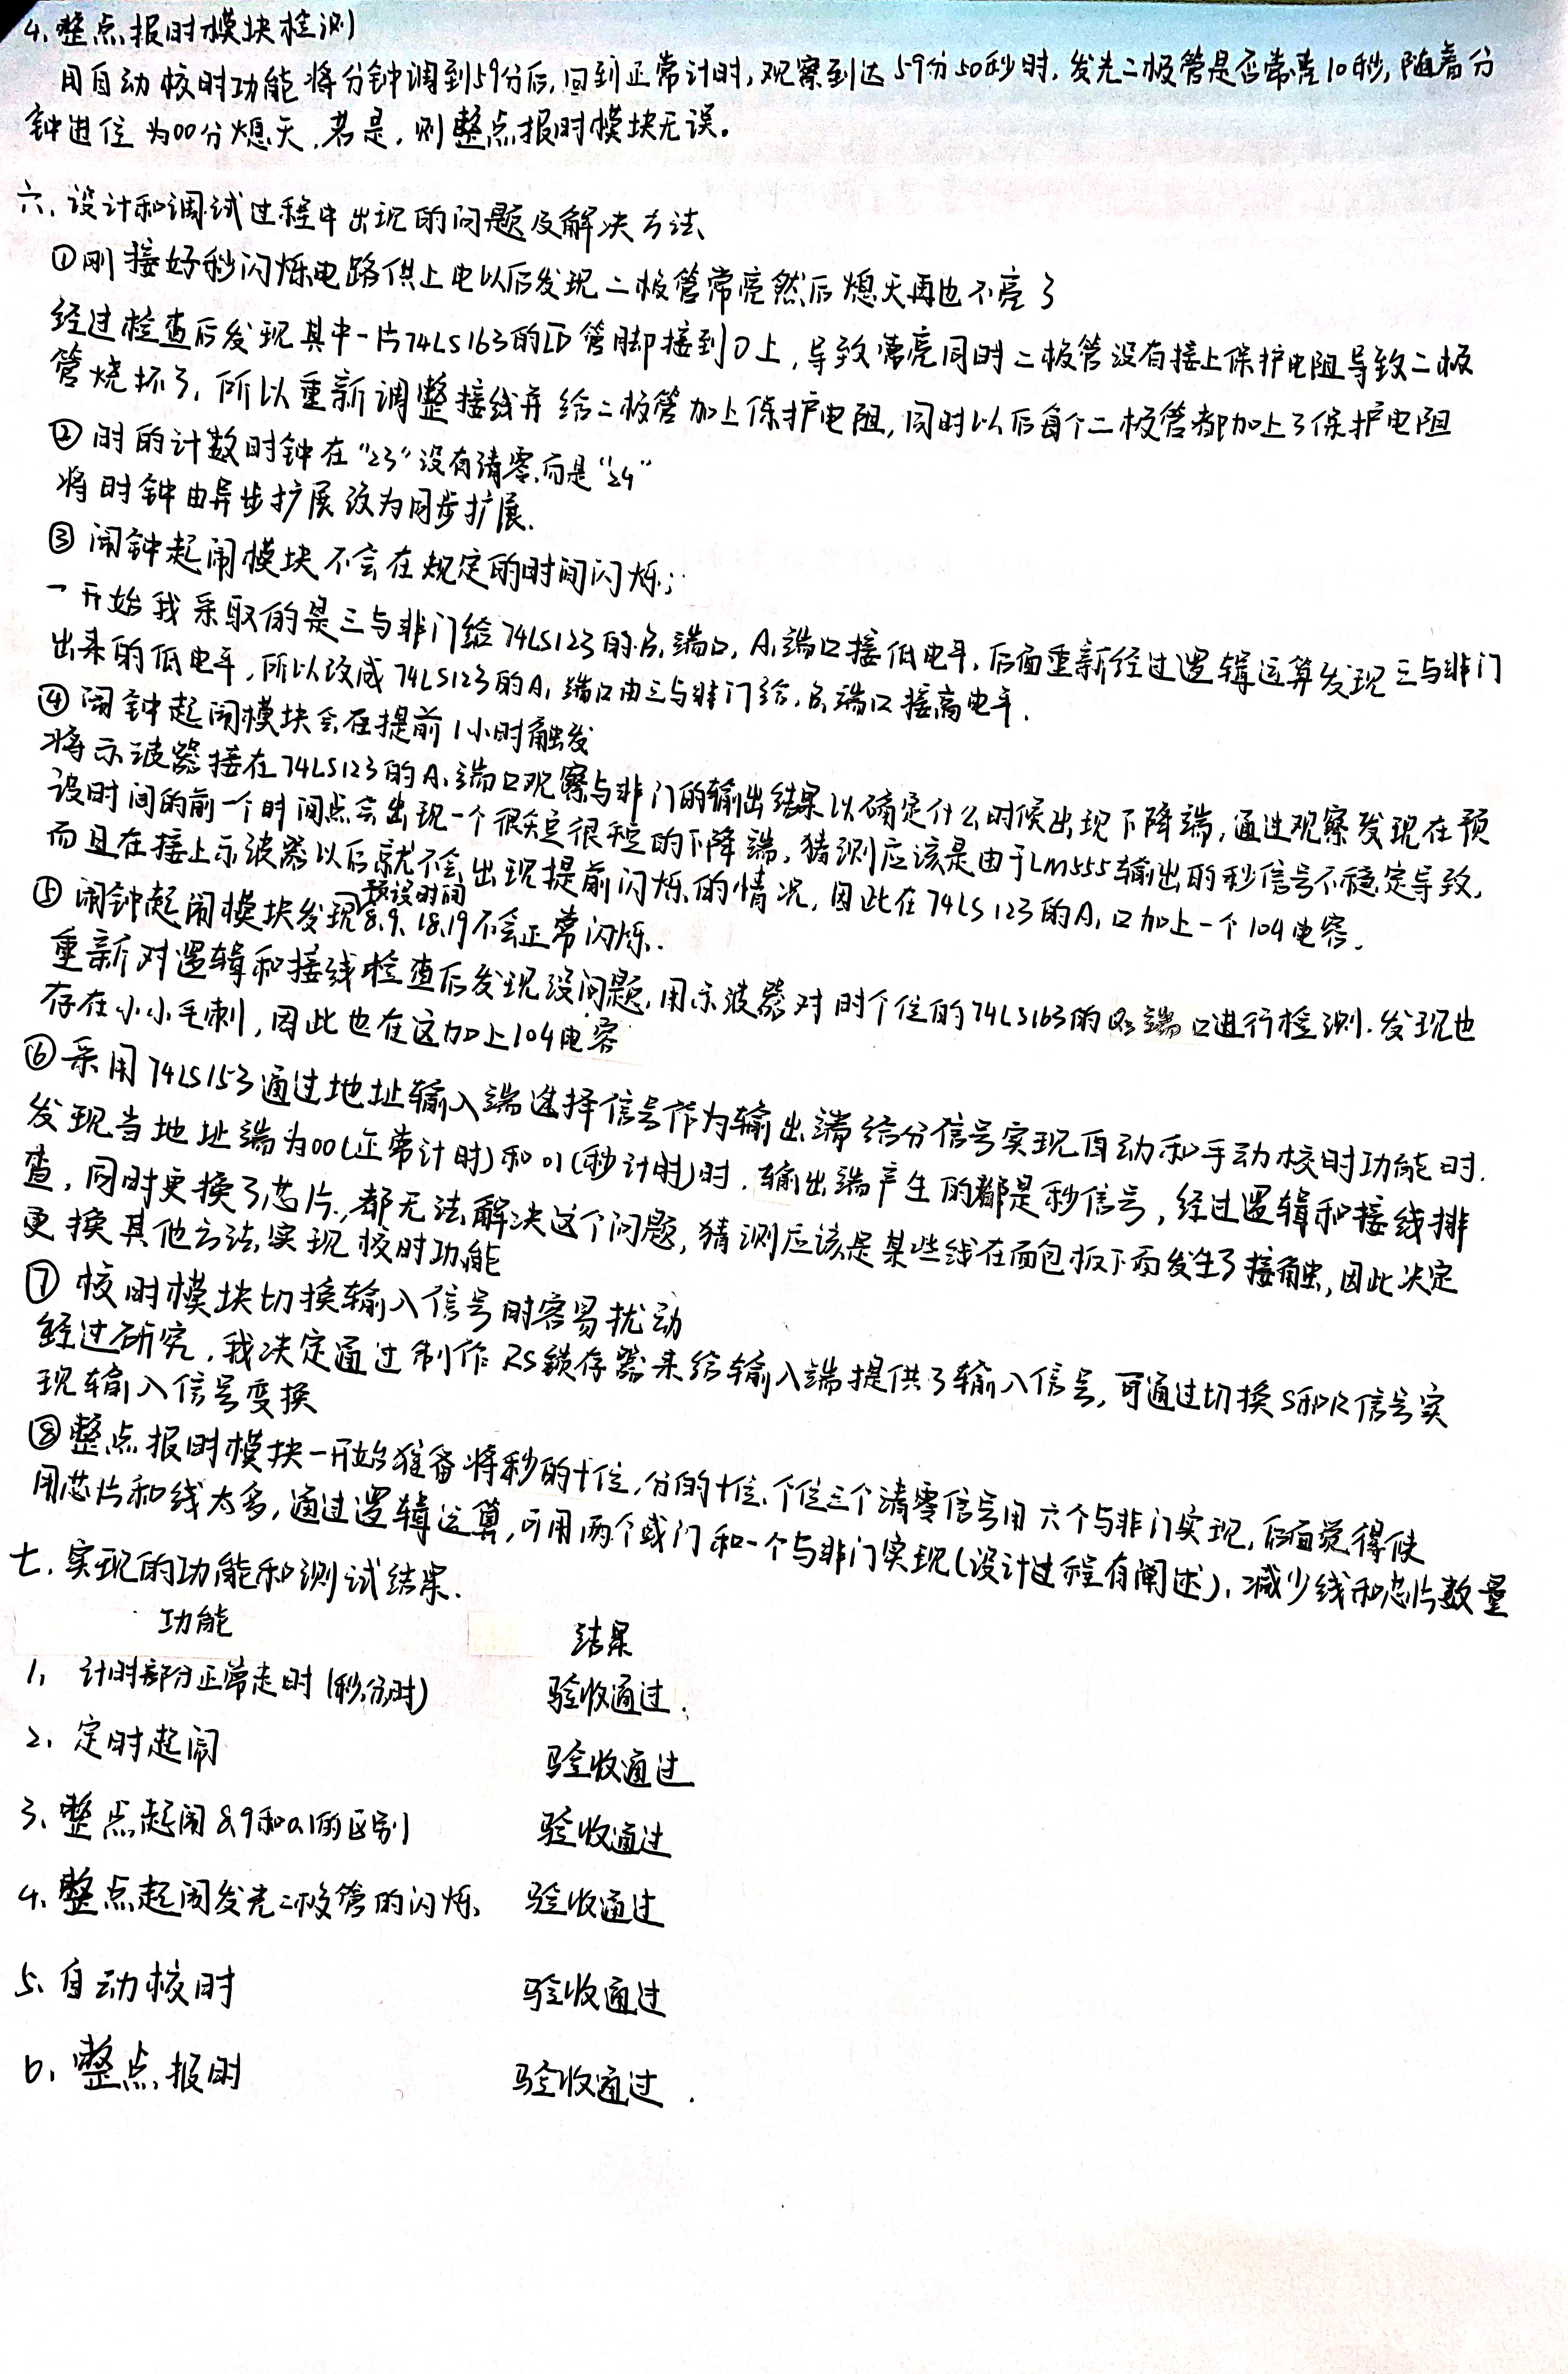 4、整点报时模块检测
用自动校时功能将分钟调到59分后,回到正常计时,观察到达59分50秒时,发光二极管是否常亮10秒,随着分
钟进位为00分熄灭,若是,则整点报时模块无误。
六、设计和调试过程中出现的问题及解决方法
①刚接好秒闪烁电路供上电以后发现二极管常亮然后熄灭再也不亮了
经过检查后发现其中一片74LS163的LD管脚接到0上,导致常亮同时二极管没有接上保护电阻导致二极
管烧坏了,所以重新调整接线并给二极管加上保护电阻,同时以后每个二极管都加上了保护电阻
②时的计数时钟在“23”没有清零,而是“24”
将时钟由异步扩展改为同步扩展.
③闹钟起闹模块不会在规定的时间闪烁;
一开始我采取的是三与非门给74LS123的B₁端口,A₁端口接低电平,后面重新经过逻辑运算发现三与非门
出来的低电平,所以改成74LS123的A₁端口由三与非门给,B₁端口接高电平.
④闹钟起闹模块会在提前1小时触发
将示波器接在74LS123的A₁端口观察与非门的输出结果以确定什么时候出现下降端,通过观察发现在预
设时间的前一个时间点会出现一个很短很短的下降端,猜测应该是由于LM555输出的秒信号不稳定导致,
而且在接上示波器以后就不会出现提前闪烁的情况,因此在74LS123的A₁口加上一个104电容.
⑤闹钟起闹模块发现预设时间8、9、18、19不会正常闪烁.
重新对逻辑和接线检查后发现没问题,用示波器对时个位的74LS163的Q₃端口进行检测.发现也
存在小小毛刺,因此也在这加上104电容
⑥采用74LS153通过地址输入端选择信号作为输出端给分信号实现自动和手动校时功能时.
发现当地址端为00(正常计时)和01(秒计时)时,输出端产生的都是秒信号,经过逻辑和接线排
查,同时更换了芯片,都无法解决这个问题,猜测应该是某些线在面包板下面发生了接触,因此决定
更换其他方法实现校时功能
⑦校时模块切换输入信号时容易扰动
经过研究,我决定通过制作RS锁存器来给输入端提供了输入信号,可通过切换S和R信号实
现输入信号变换
⑧整点报时模块一开始准备将秒的十位,分的十位、个位三个清零信号用六个与非门实现,后面觉得使
用芯片和线太多,通过逻辑运算,可用两个或门和一个与非门实现(设计过程有阐述),减少线和芯片数量
七、实现的功能和测试结果.
功能 结果
1、计时部分正常走时(秒,分,时) 验收通过.
2、定时起闹 验收通过
3、整点起闹8,9和0,1的区别 验收通过
4、整点起闹发光二极管的闪烁、 验收通过
5、自动校时 验收通过
6、整点报时 验收通过.